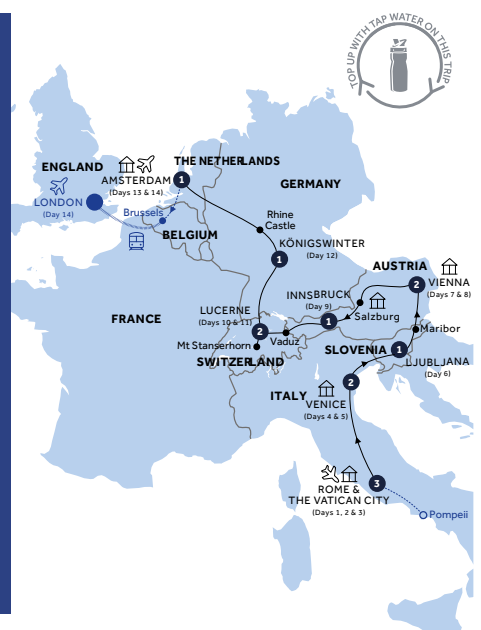 TOP UP WITH TAP WATER ON THIS TRIP
ENGLAND
LONDON
(Day 14)
THE NETHERLANDS
AMSTERDAM
(Days 13 & 14)
1
Brussels
BELGIUM
GERMANY
Rhine
Castle
1
KÖNIGSWINTER
(Day 12)
AUSTRIA
VIENNA
(Days 7 & 8)
2
INNSBRUCK
(Day 9)
1
Salzburg
LUCERNE
(Days 10 & 11)
2
FRANCE
Vaduz
Mt Stanserhorn
SWITZERLAND
Maribor
SLOVENIA
1
LJUBLJANA
(Day 6)
2
ITALY
VENICE
(Days 4 & 5)
3
ROME &
THE VATICAN CITY
(Days 1, 2 & 3)
Pompeii